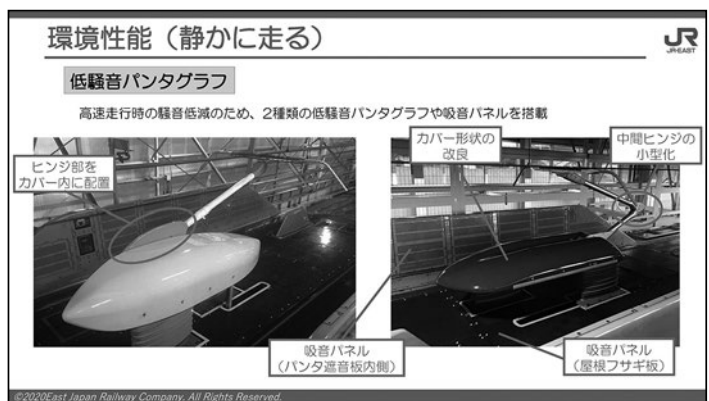 環境性能（静かに走る）
JR
JR-EAST
低騒音パンタグラフ
高速走行時の騒音低減のため、2種類の低騒音パンタグラフや吸音パネルを搭載
ヒンジ部を
カバー内に配置
カバー形状の
改良
中間ヒンジの
小型化
吸音パネル
（パンタ遮音板内側）
吸音パネル
（屋根フサギ板）
©2020East Japan Railway Company. All Rights Reserved.